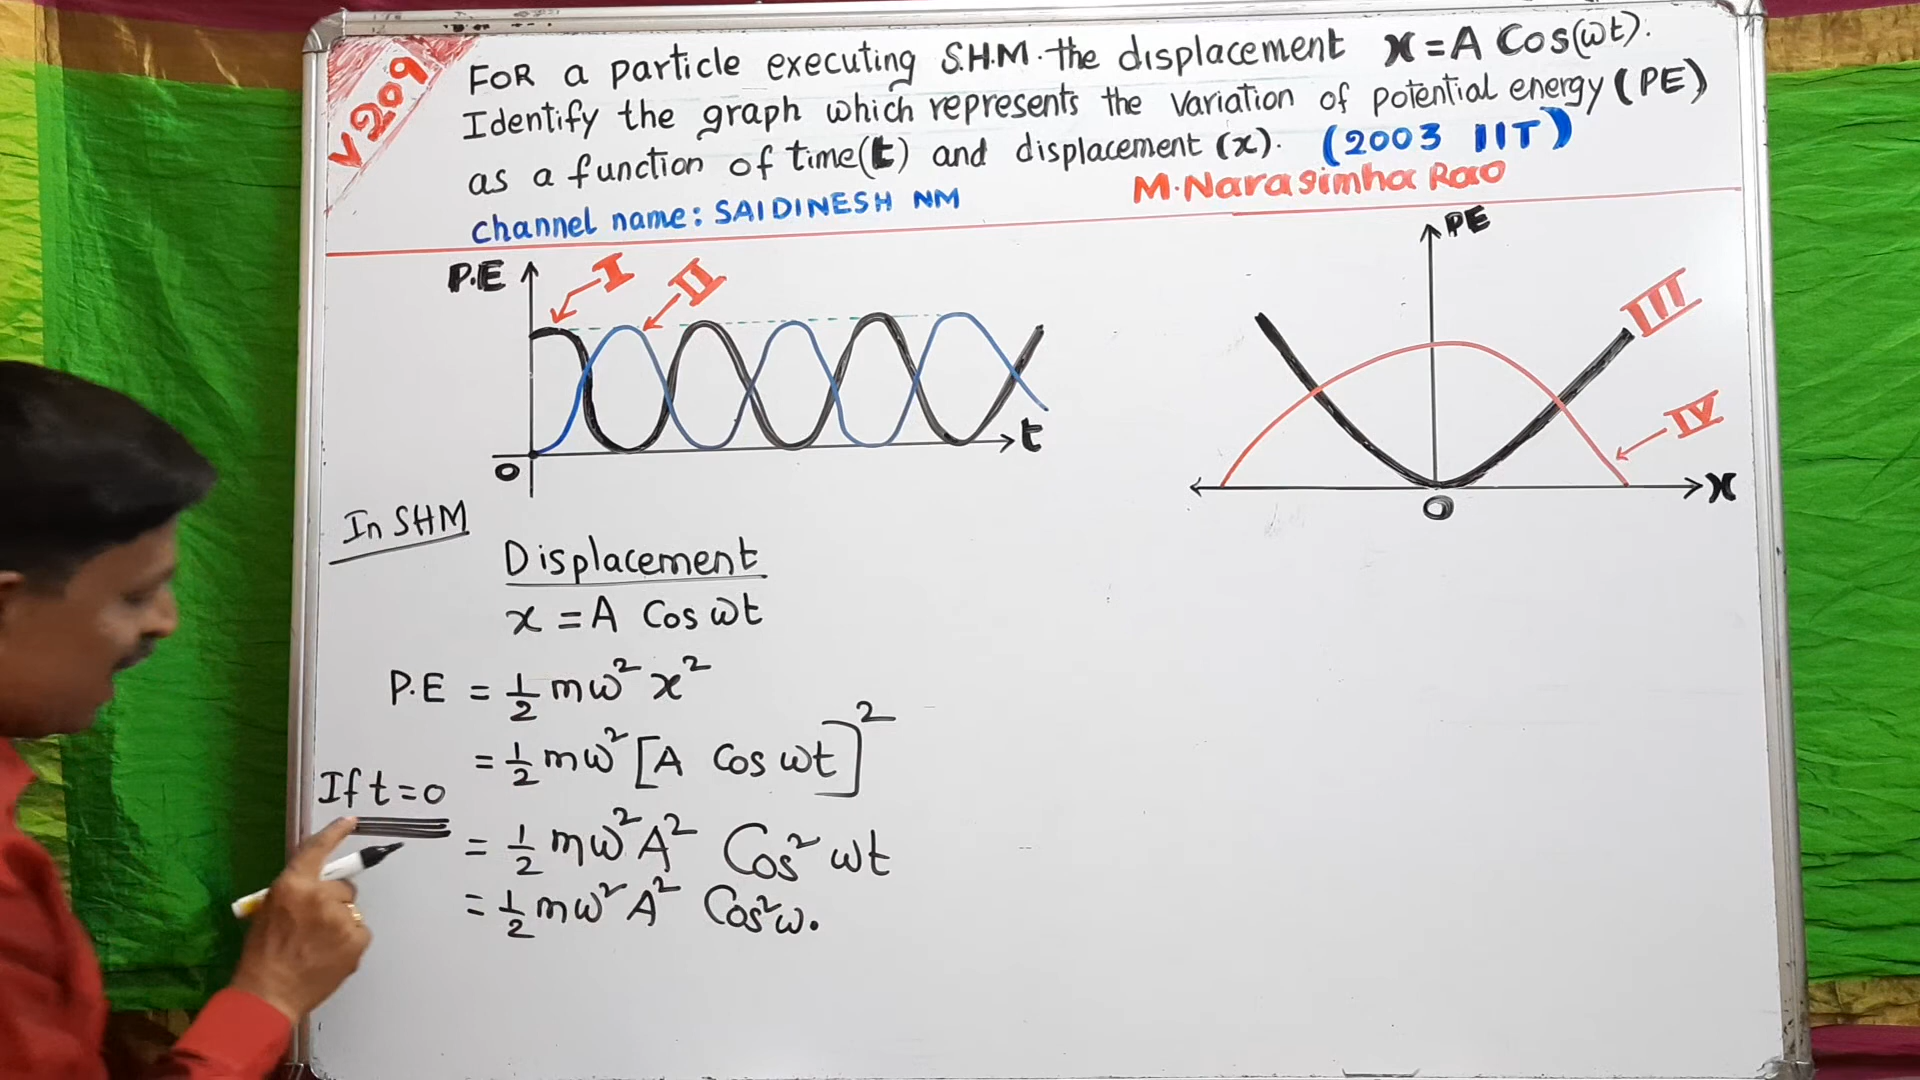 V209
FOR a particle executing S.H.M. the displacement x = A Cos(ωt).
Identify the graph which represents the variation of potential energy (PE)
as a function of time(t) and displacement (x). (2003 IIT)
channel name: SAIDINESH NM
M. Narasimha Rao
P.E
I
II
t
O
PE
III
IV
x
O
In SHM
Displacement
x = A Cos ωt
P.E = 1/2 mω² x²
= 1/2 mω² [A Cos ωt]²
If t = 0
= 1/2 mω² A² Cos² ωt
= 1/2 mω² A² Cos² ω.